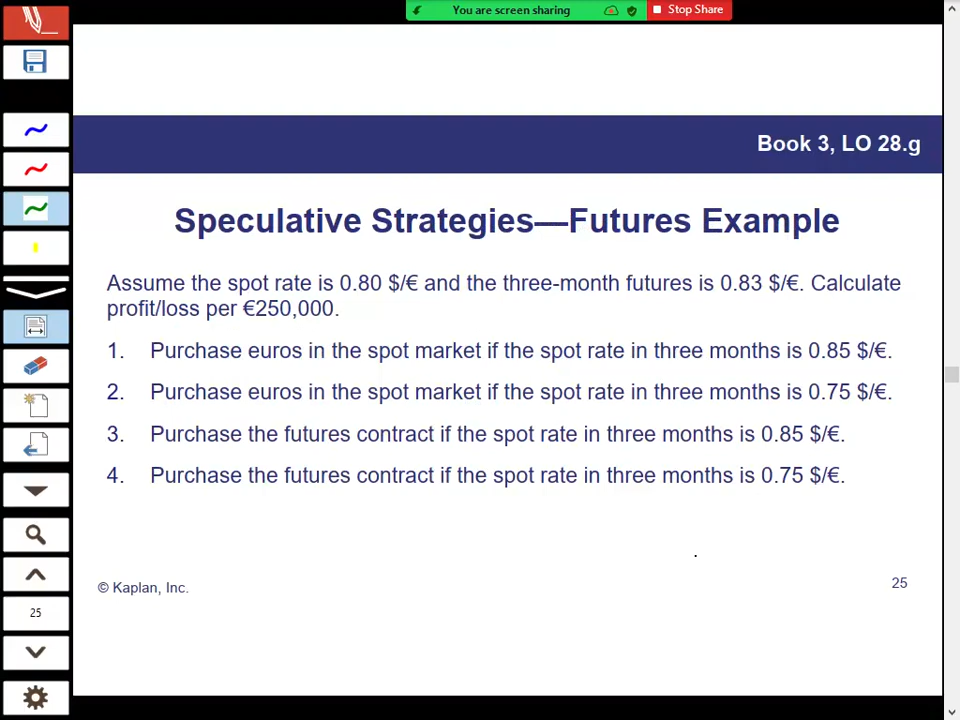 You are screen sharing
Stop Share
Book 3, LO 28.g
Speculative Strategies—Futures Example
Assume the spot rate is 0.80 $/€ and the three-month futures is 0.83 $/€. Calculate
profit/loss per €250,000.
1. Purchase euros in the spot market if the spot rate in three months is 0.85 $/€.
2. Purchase euros in the spot market if the spot rate in three months is 0.75 $/€.
3. Purchase the futures contract if the spot rate in three months is 0.85 $/€.
4. Purchase the futures contract if the spot rate in three months is 0.75 $/€.
© Kaplan, Inc.
25
25